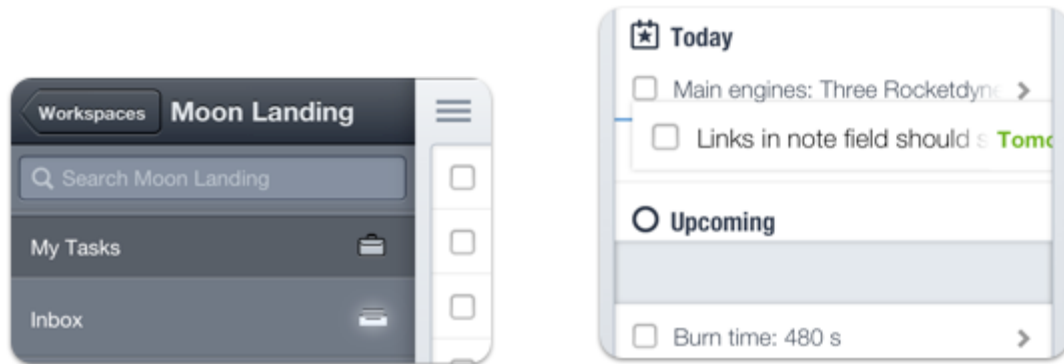 Workspaces Moon Landing
Search Moon Landing
My Tasks
Inbox
Today
Main engines: Three Rocketdyne
Links in note field should
Upcoming
Burn time: 480 s